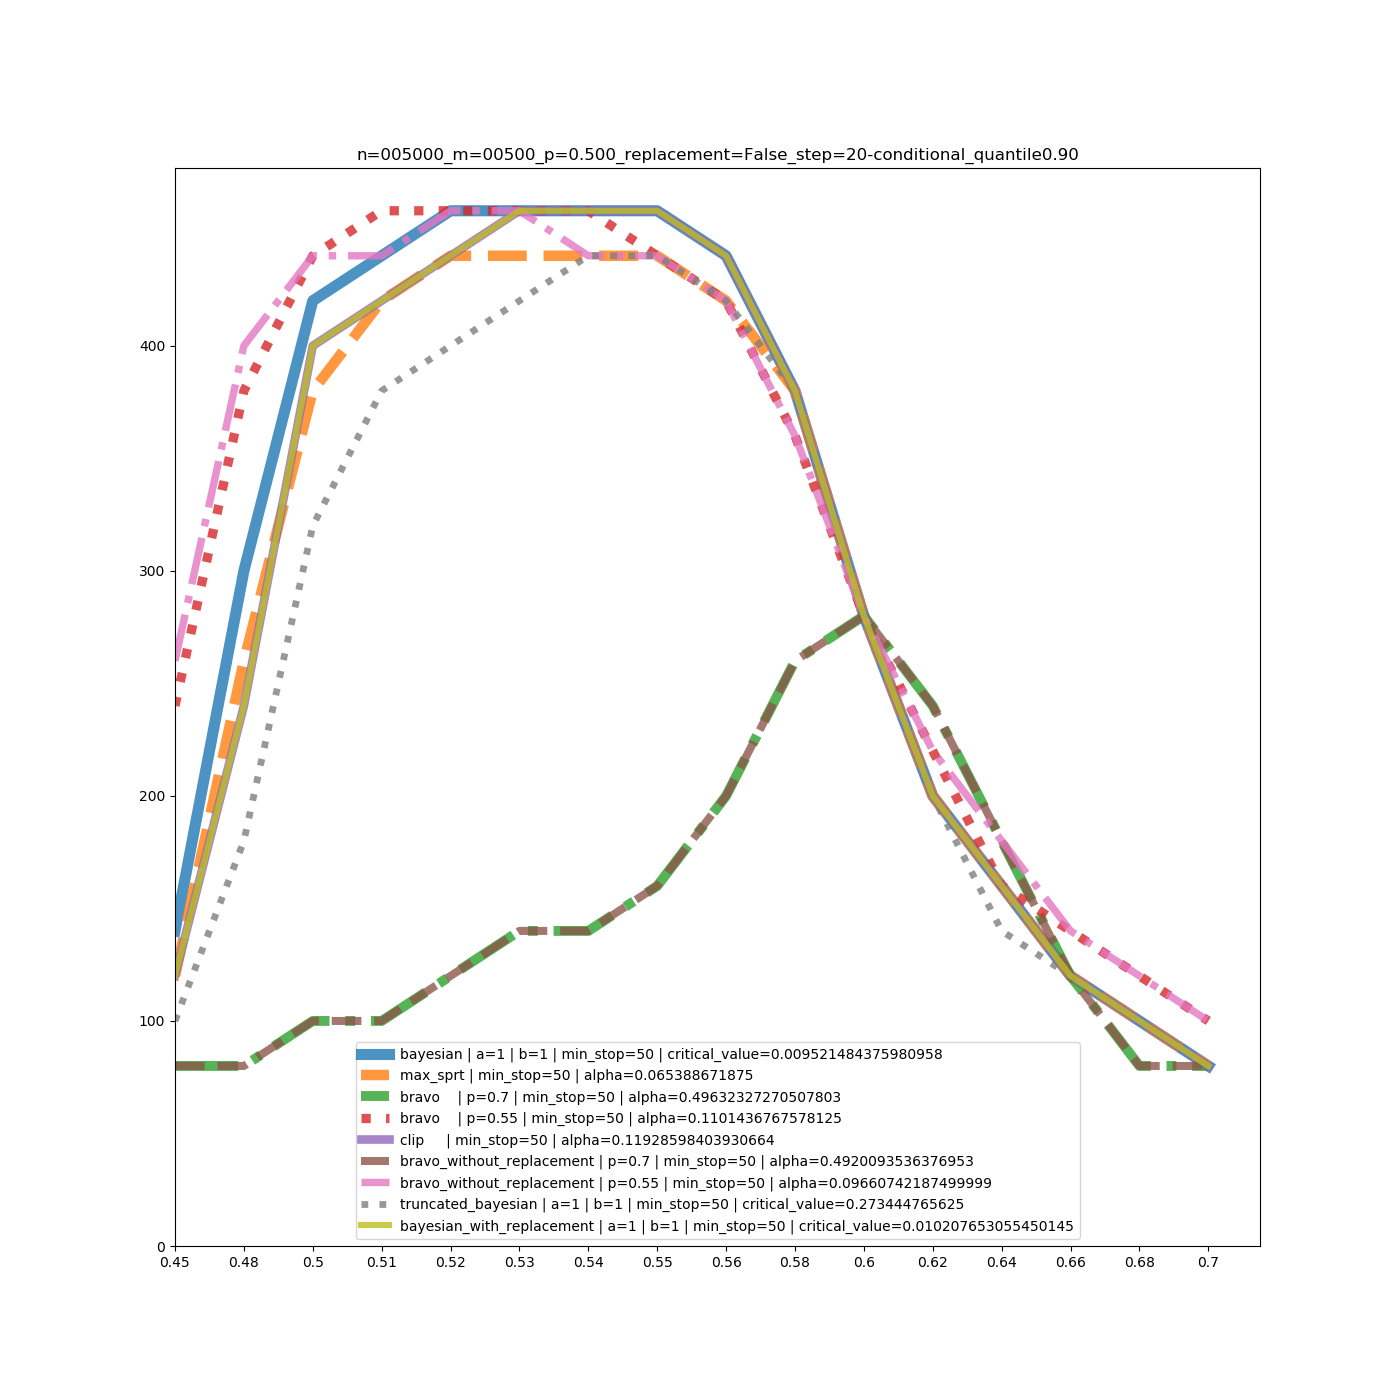 n=005000_m=00500_p=0.500_replacement=False_step=20-conditional_quantile0.90
400
300
200
100
0
bayesian | a=1 | b=1 | min_stop=50 | critical_value=0.009521484375980958
max_sprt | min_stop=50 | alpha=0.065388671875
bravo | p=0.7 | min_stop=50 | alpha=0.49632327270507803
bravo | p=0.55 | min_stop=50 | alpha=0.1101436767578125
clip | min_stop=50 | alpha=0.11928598403930664
bravo_without_replacement | p=0.7 | min_stop=50 | alpha=0.4920093536376953
bravo_without_replacement | p=0.55 | min_stop=50 | alpha=0.09660742187499999
truncated_bayesian | a=1 | b=1 | min_stop=50 | critical_value=0.273444765625
bayesian_with_replacement | a=1 | b=1 | min_stop=50 | critical_value=0.010207653055450145
0.45 0.48 0.5 0.51 0.52 0.53 0.54 0.55 0.56 0.58 0.6 0.62 0.64 0.66 0.68 0.7